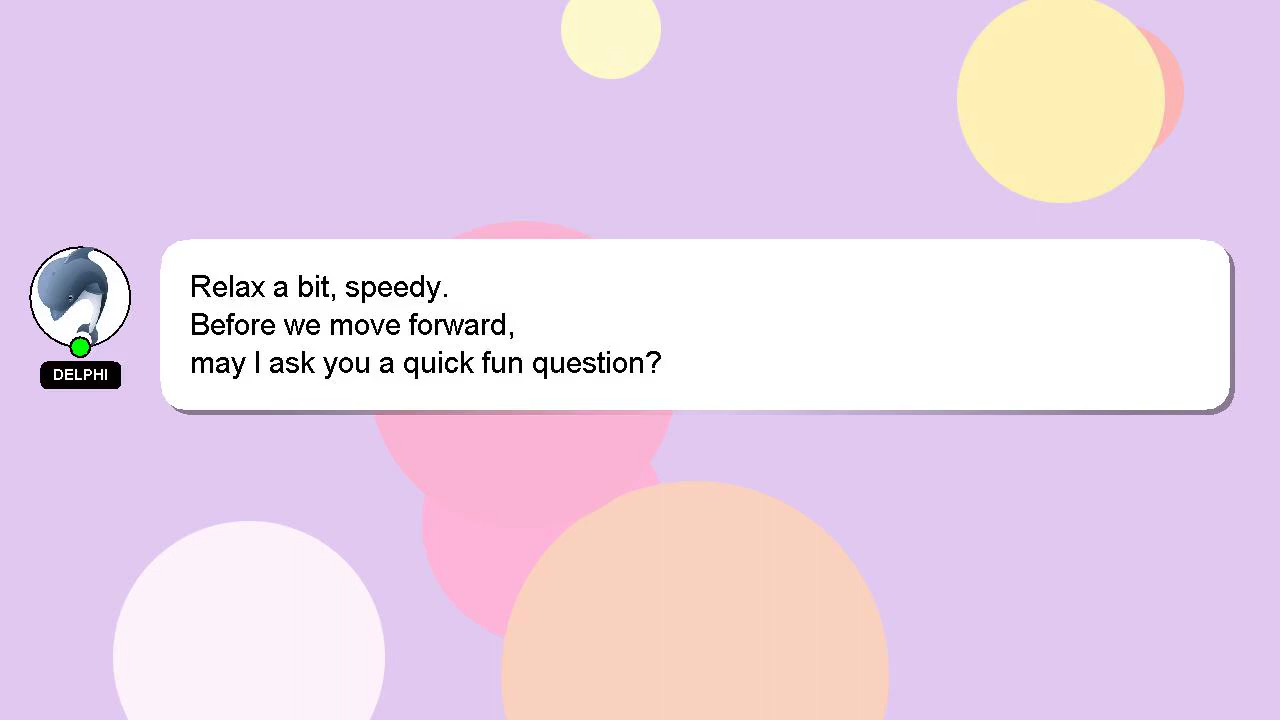 Relax a bit, speedy.
Before we move forward,
may I ask you a quick fun question?
DELPHI